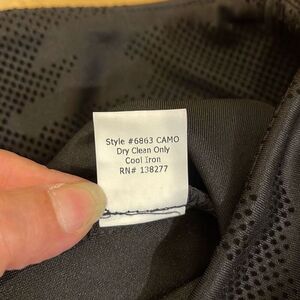 Style #6863 CAMO
Dry Clean Only
Cool Iron
RN# 138277